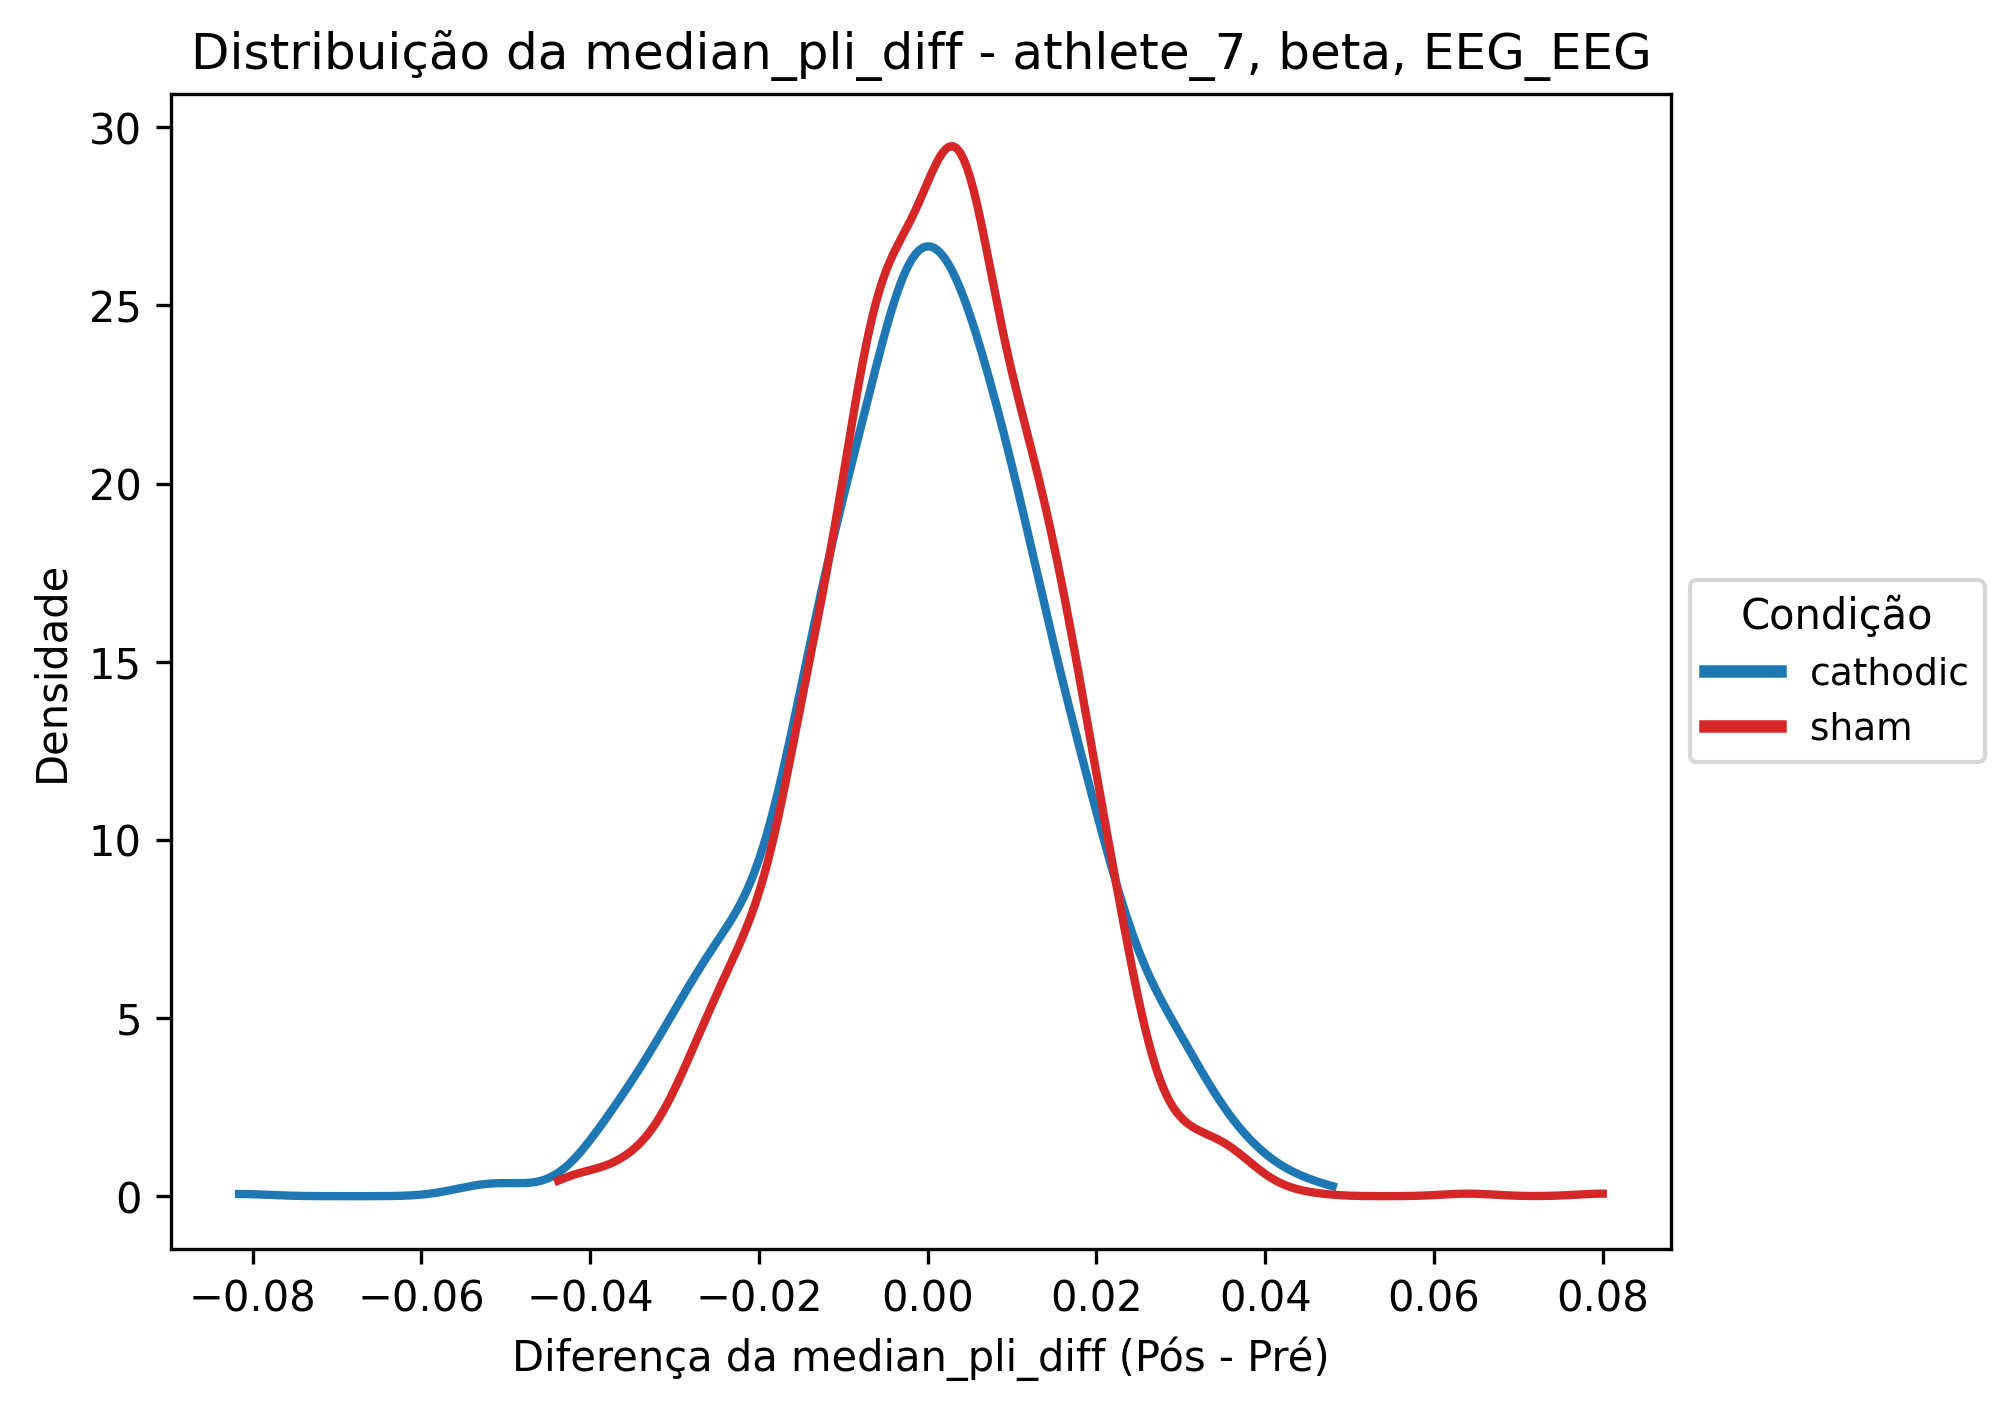 Distribuição da median_pli_diff - athlete_7, beta, EEG_EEG
30
25
20
15
10
5
0
Densidade
−0.08 −0.06 −0.04 −0.02 0.00 0.02 0.04 0.06 0.08
Diferença da median_pli_diff (Pós - Pré)
Condição
cathodic
sham